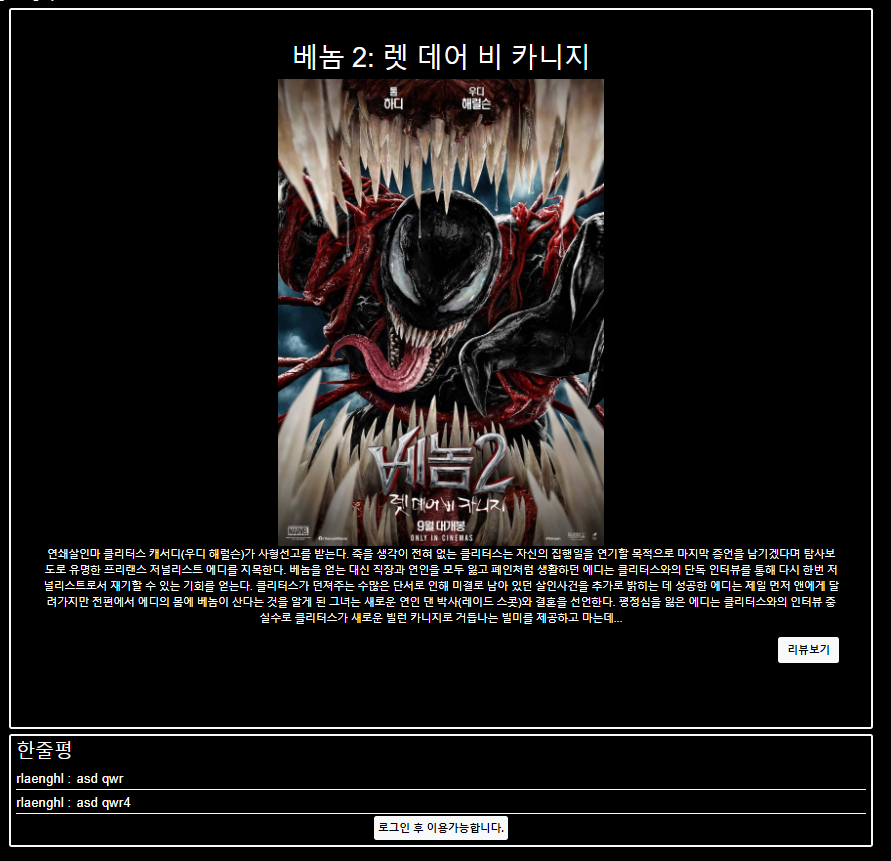 베놈 2: 렛 데어 비 카니지
톰 하디
우디 해럴슨
베놈2
렛 데어 비 카니지
MARVEL
9월 대개봉
ONLY IN CINEMAS
연쇄살인마 클리터스 캐서디(우디 해럴슨)가 사형선고를 받는다. 죽을 생각이 전혀 없는 클리터스는 자신의 집행일을 연기할 목적으로 마지막 증언을 남기겠다며 탐사보
도로 유명한 프리랜스 저널리스트 에디를 지목한다. 베놈을 얻는 대신 직장과 연인을 모두 잃고 폐인처럼 생활하던 에디는 클리터스와의 단독 인터뷰를 통해 다시 한번 저
널리스트로서 재기할 수 있는 기회를 얻는다. 클리터스가 던져주는 수많은 단서로 인해 미결로 남아 있던 살인사건을 추가로 밝히는 데 성공한 에디는 제일 먼저 앤에게 달
려가지만 전편에서 에디의 몸에 베놈이 산다는 것을 알게 된 그녀는 새로운 연인 댄 박사(레이드 스콧)와 결혼을 선언한다. 평정심을 잃은 에디는 클리터스와의 인터뷰 중
실수로 클리터스가 새로운 빌런 카니지로 거듭나는 빌미를 제공하고 마는데...
리뷰보기
한줄평
rlaenghl : asd qwr
rlaenghl : asd qwr4
로그인 후 이용가능합니다.